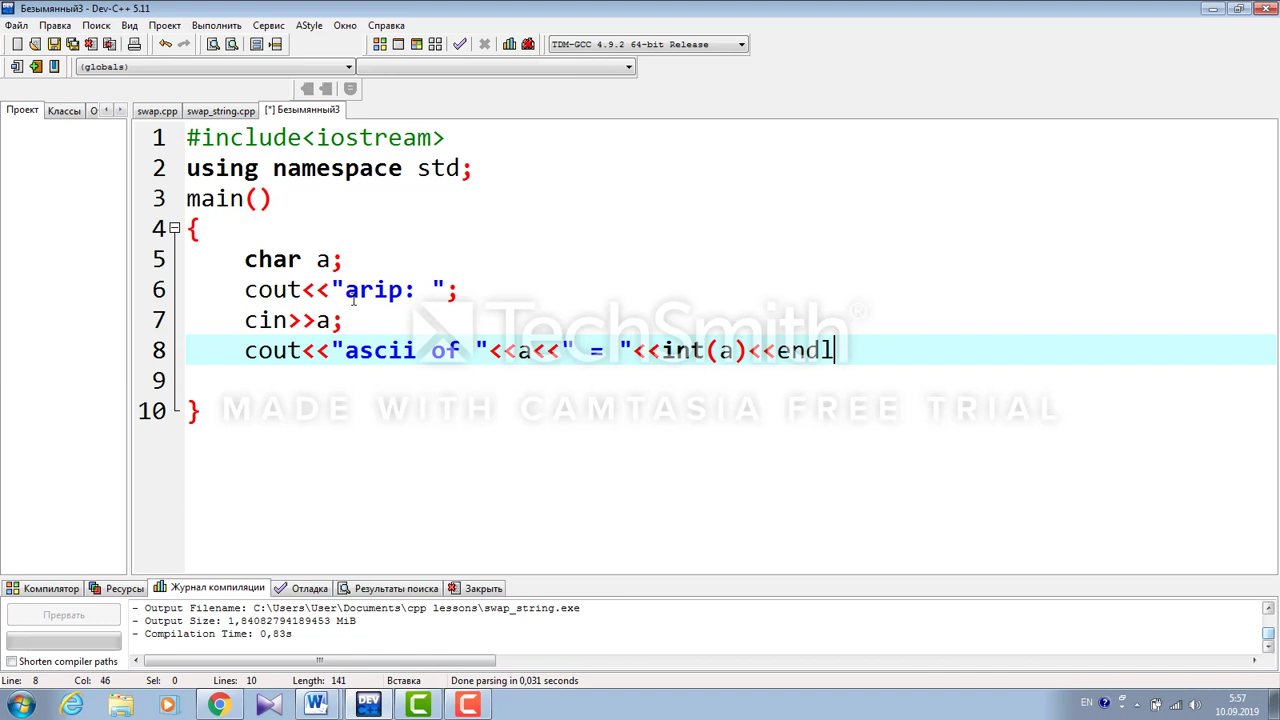 Безымянный3 - Dev-C++ 5.11
Файл Правка Поиск Вид Проект Выполнить Сервис AStyle Окно Справка
TDM-GCC 4.9.2 64-bit Release
(globals)
Проект Классы О swap.cpp swap_string.cpp [*] Безымянный3
1 #include<iostream>
2 using namespace std;
3 main()
4 {
5 char a;
6 cout<<"arip: ";
7 cin>>a;
8 cout<<"ascii of "<<a<<" = "<<int(a)<<endl
9
10 }
TechSmith®
MADE WITH CAMTASIA FREE TRIAL
Компилятор Ресурсы Журнал компиляции Отладка Результаты поиска Закрыть
Прервать
Shorten compiler paths
- Output Filename: C:\Users\User\Documents\cpp lessons\swap_string.exe
- Output Size: 1,84082794189453 MiB
- Compilation Time: 0,83s
Line: 8 Col: 46 Sel: 0 Lines: 10 Length: 141 Вставка Done parsing in 0,031 seconds
DEV EN 5:57
10.09.2019